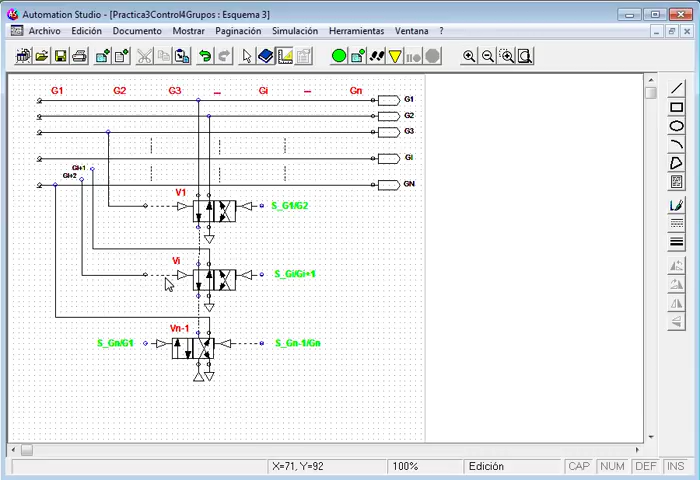 Automation Studio - [Practica3Control4Grupos : Esquema 3]
Archivo Edición Documento Mostrar Paginación Simulación Herramientas Ventana ?
G1 G2 G3 ... Gi ... Gn
G1
G2
G3
Gi
GN
Gi+1
Gi+2
V1
S_G1/G2
Vi
S_Gi/Gi+1
Vn-1
S_Gn/G1
S_Gn-1/Gn
X=71, Y=92 100% Edición CAP NUM DEF INS